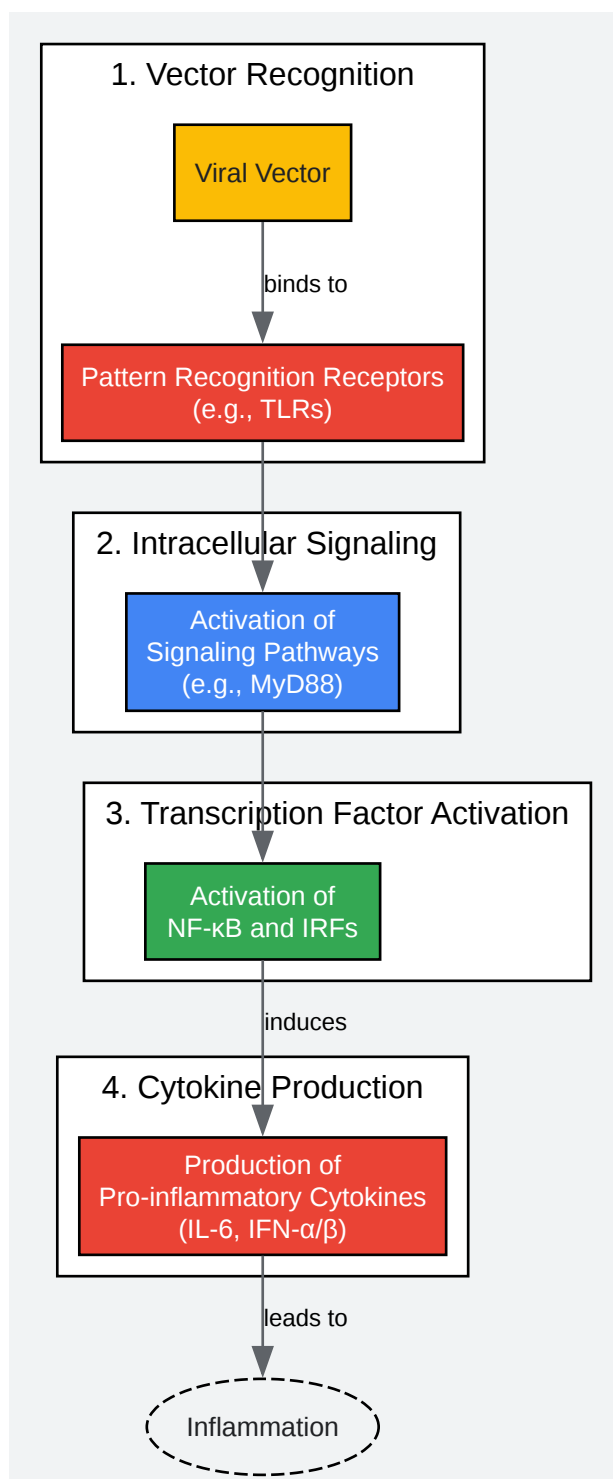 1. Vector Recognition
Viral Vector
binds to
Pattern Recognition Receptors
(e.g., TLRs)
2. Intracellular Signaling
Activation of
Signaling Pathways
(e.g., MyD88)
3. Transcription Factor Activation
Activation of
NF-κB and IRFs
induces
4. Cytokine Production
Production of
Pro-inflammatory Cytokines
(IL-6, IFN-α/β)
leads to
Inflammation